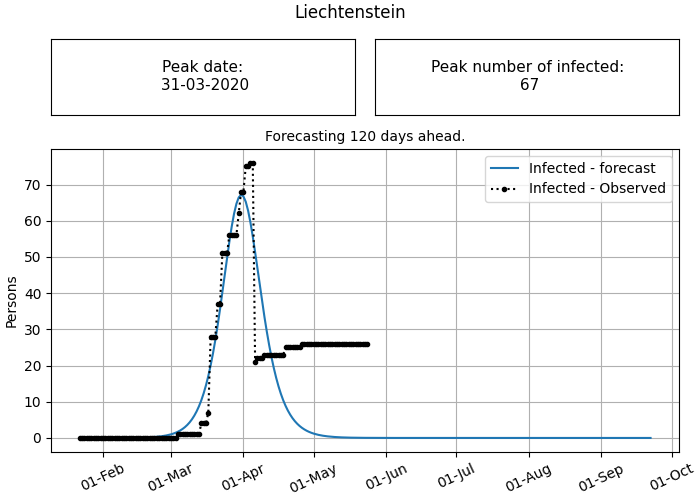 Liechtenstein
Peak date:
31-03-2020
Peak number of infected:
67
Forecasting 120 days ahead.
Infected - forecast
Infected - Observed
Persons
70
60
50
40
30
20
10
0
01-Feb
01-Mar
01-Apr
01-May
01-Jun
01-Jul
01-Aug
01-Sep
01-Oct